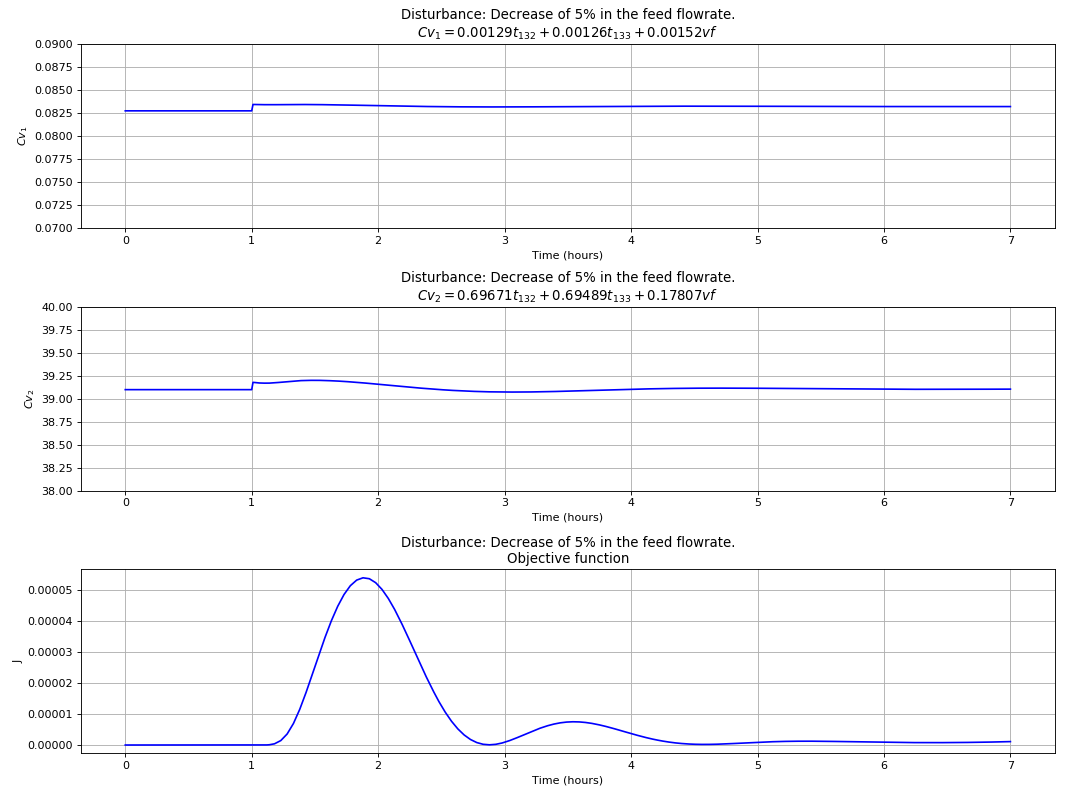 Disturbance: Decrease of 5% in the feed flowrate.
Cv₁ = 0.00129t₁₃₂ + 0.00126t₁₃₃ + 0.00152vf
0.0900
0.0875
0.0850
0.0825
0.0800
0.0775
0.0750
0.0725
0.0700
Cv₁
0 1 2 3 4 5 6 7
Time (hours)
Disturbance: Decrease of 5% in the feed flowrate.
Cv₂ = 0.69671t₁₃₂ + 0.69489t₁₃₃ + 0.17807vf
40.00
39.75
39.50
39.25
39.00
38.75
38.50
38.25
38.00
Cv₂
0 1 2 3 4 5 6 7
Time (hours)
Disturbance: Decrease of 5% in the feed flowrate.
Objective function
0.00005
0.00004
0.00003
0.00002
0.00001
0.00000
J
0 1 2 3 4 5 6 7
Time (hours)